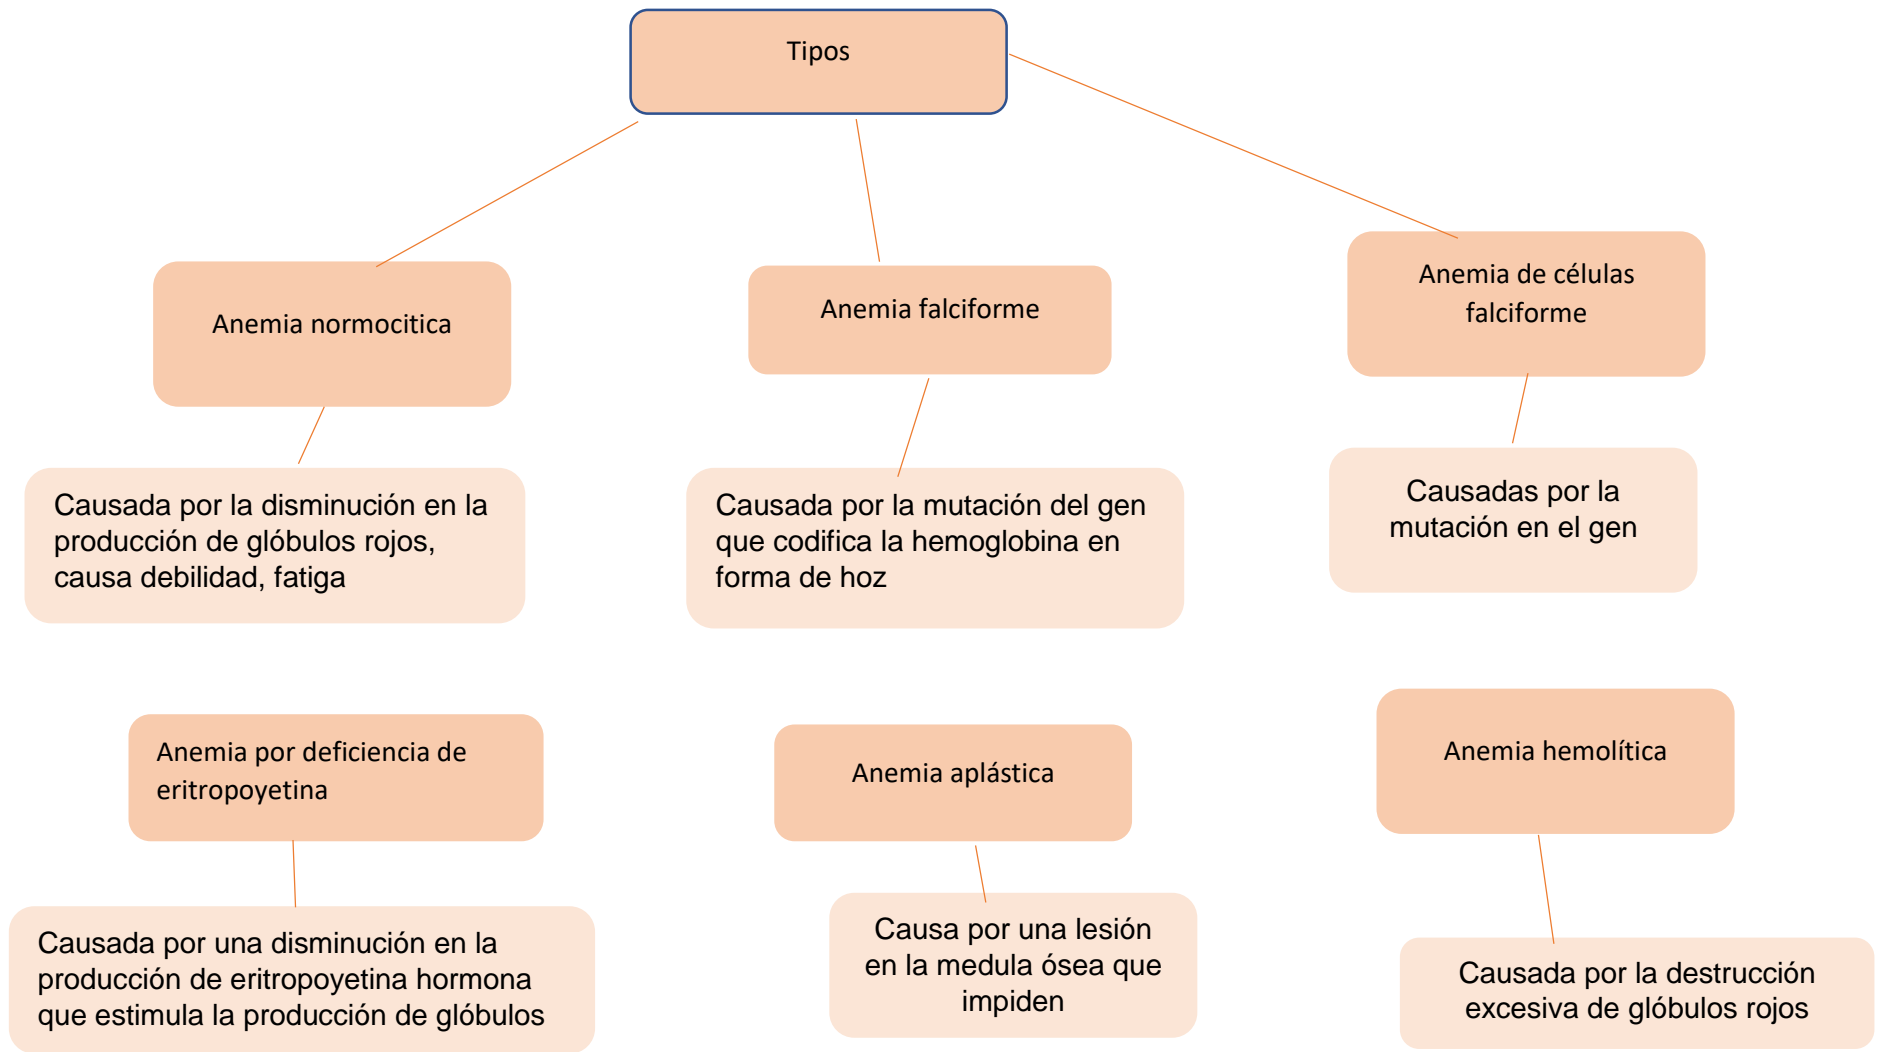 Tipos
Anemia normocitica
Anemia falciforme
Anemia de células
falciforme
Causada por la disminución en la
producción de glóbulos rojos,
causa debilidad, fatiga
Causada por la mutación del gen
que codifica la hemoglobina en
forma de hoz
Causadas por la
mutación en el gen
Anemia por deficiencia de
eritropoyetina
Anemia aplástica
Anemia hemolítica
Causada por una disminución en la
producción de eritropoyetina hormona
que estimula la producción de glóbulos
Causa por una lesión
en la medula ósea que
impiden
Causada por la destrucción
excesiva de glóbulos rojos